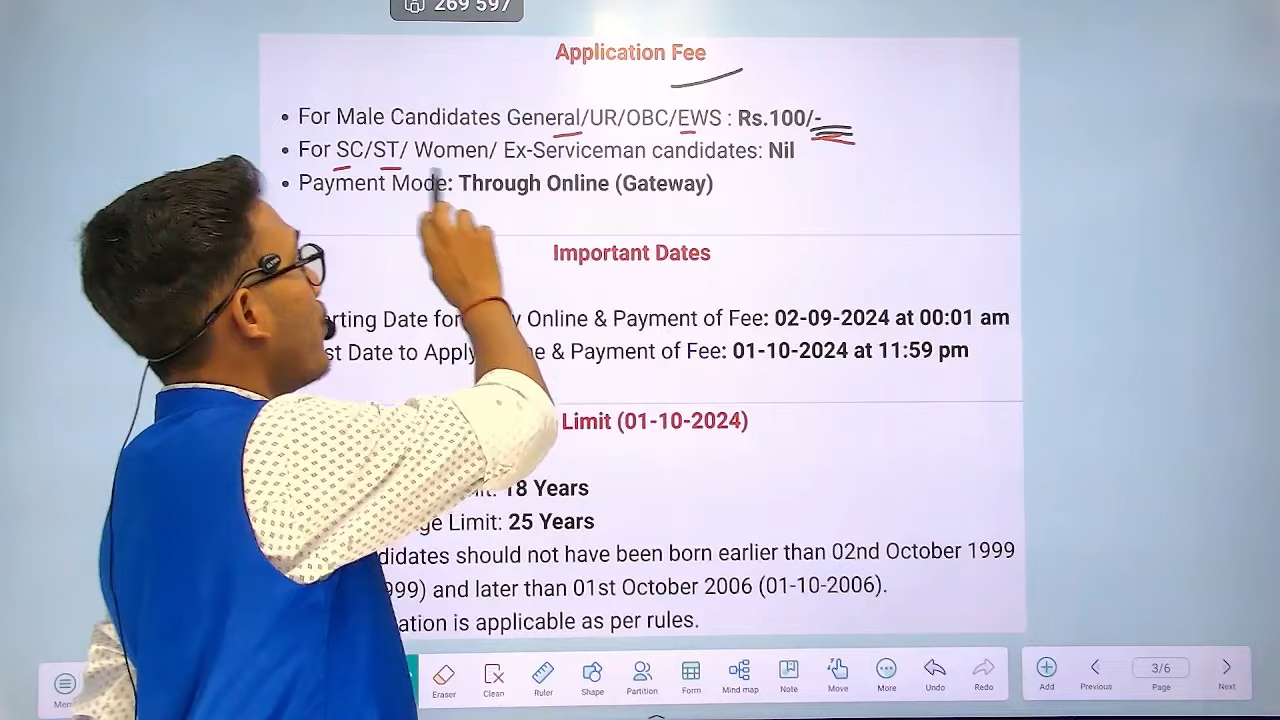 269 597
Application Fee
• For Male Candidates General/UR/OBC/EWS : Rs.100/-
• For SC/ST/ Women/ Ex-Serviceman candidates: Nil
• Payment Mode: Through Online (Gateway)
Important Dates
rting Date for y Online & Payment of Fee: 02-09-2024 at 00:01 am
st Date to Apply e & Payment of Fee: 01-10-2024 at 11:59 pm
Limit (01-10-2024)
18 Years
ge Limit: 25 Years
didates should not have been born earlier than 02nd October 1999
999) and later than 01st October 2006 (01-10-2006).
ation is applicable as per rules.
Eraser Clean Ruler Shape Partition Form Mind map Note Move More Undo Redo Add Previous 3/6 Page Next